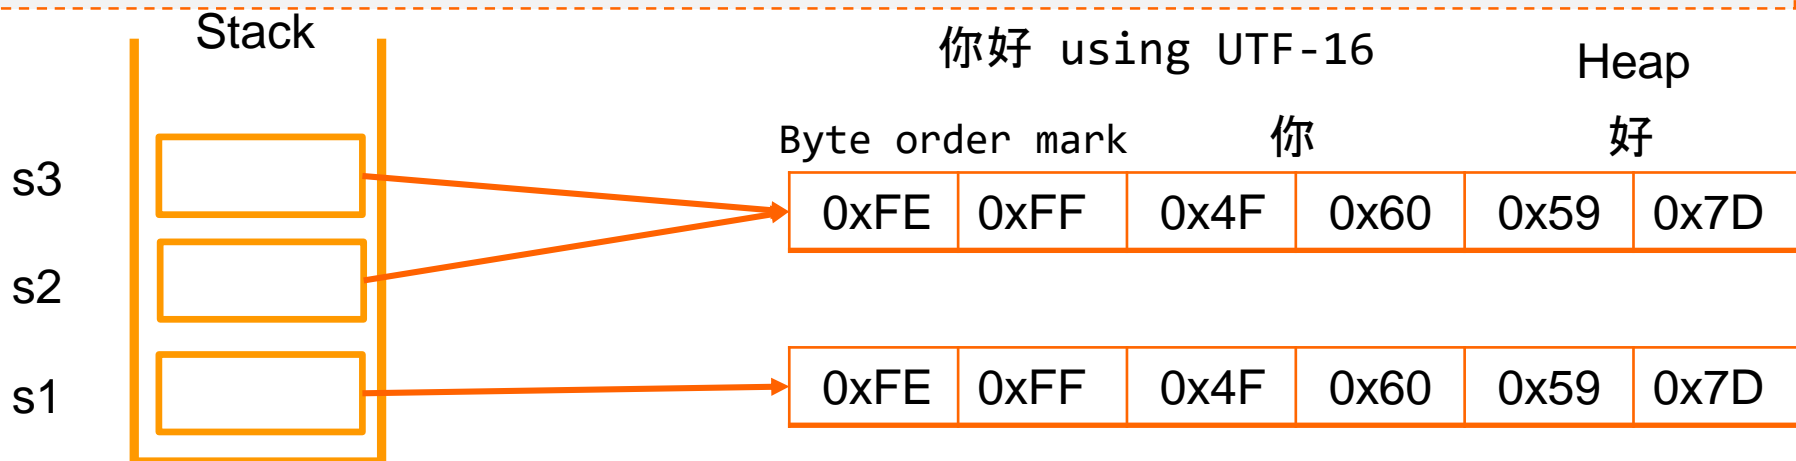 Stack
你好 using UTF-16
Heap
Byte order mark 你 好
s3
0xFE 0xFF 0x4F 0x60 0x59 0x7D
s2
s1
0xFE 0xFF 0x4F 0x60 0x59 0x7D